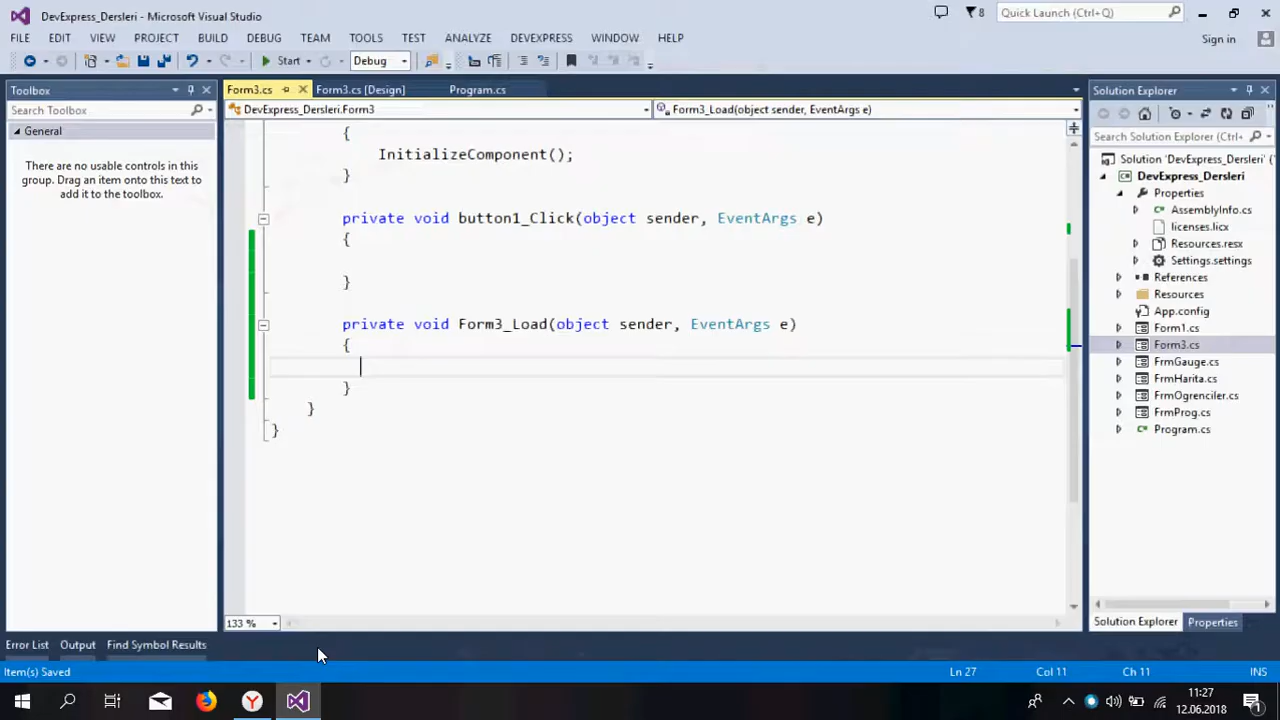 DevExpress_Dersleri - Microsoft Visual Studio
8
Quick Launch (Ctrl+Q)
FILE EDIT VIEW PROJECT BUILD DEBUG TEAM TOOLS TEST ANALYZE DEVEXPRESS WINDOW HELP
Sign in
Start
Debug
Toolbox
Form3.cs
Form3.cs [Design]
Program.cs
Solution Explorer
Search Toolbox
DevExpress_Dersleri.Form3
Form3_Load(object sender, EventArgs e)
General
There are no usable controls in this
group. Drag an item onto this text to
add it to the toolbox.
{
InitializeComponent();
}
private void button1_Click(object sender, EventArgs e)
{
}
private void Form3_Load(object sender, EventArgs e)
{
}
}
}
Search Solution Explorer (Ctrl+
Solution 'DevExpress_Dersleri' (
DevExpress_Dersleri
Properties
AssemblyInfo.cs
licenses.licx
Resources.resx
Settings.settings
References
Resources
App.config
Form1.cs
Form3.cs
FrmGauge.cs
FrmHarita.cs
FrmOgrenciler.cs
FrmProg.cs
Program.cs
133 %
Solution Explorer
Properties
Error List
Output
Find Symbol Results
Item(s) Saved
Ln 27
Col 11
Ch 11
INS
11:27
12.06.2018
1